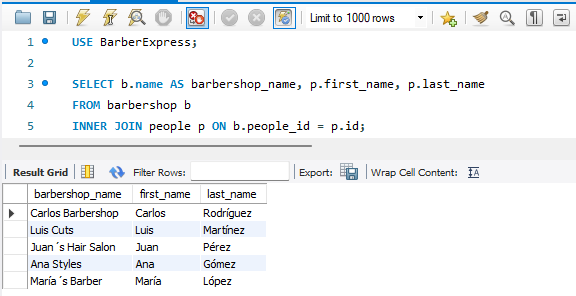 Limit to 1000 rows
1 USE BarberExpress;
2
3 SELECT b.name AS barbershop_name, p.first_name, p.last_name
4 FROM barbershop b
5 INNER JOIN people p ON b.people_id = p.id;
Result Grid Filter Rows: Export: Wrap Cell Content:
barbershop_name first_name last_name
Carlos Barbershop Carlos Rodríguez
Luis Cuts Luis Martínez
Juan´s Hair Salon Juan Pérez
Ana Styles Ana Gómez
María´s Barber María López